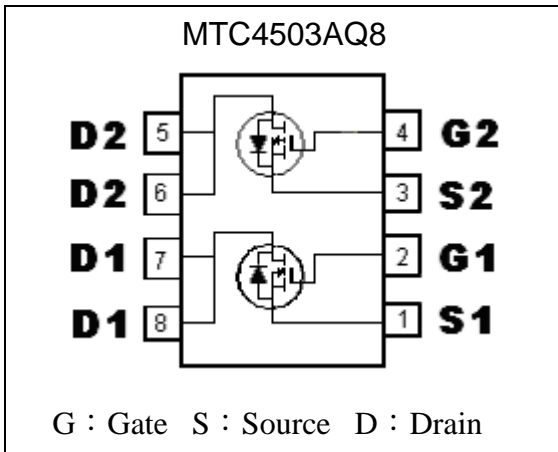 MTC4503AQ8
D2 5 4 G2
D2 6 3 S2
D1 7 2 G1
D1 8 1 S1
G：Gate S：Source D：Drain